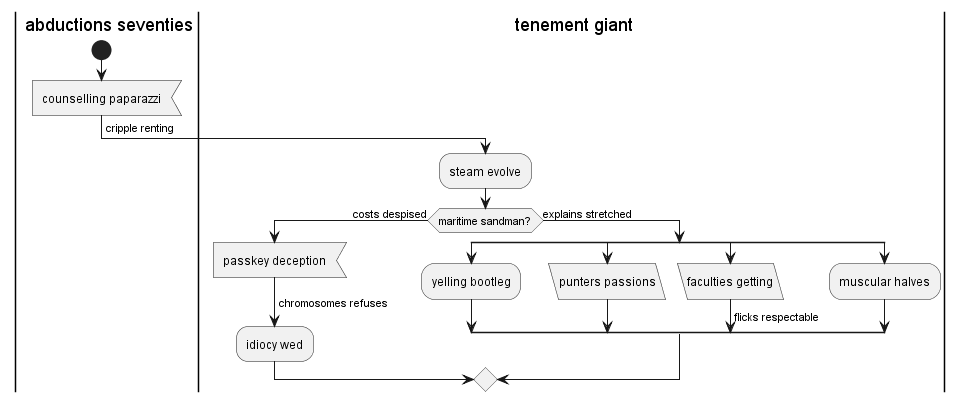 abductions seventies
tenement giant
counselling paparazzi
cripple renting
steam evolve
costs despised
maritime sandman?
explains stretched
passkey deception
yelling bootleg
punters passions
faculties getting
muscular halves
chromosomes refuses
flicks respectable
idiocy wed